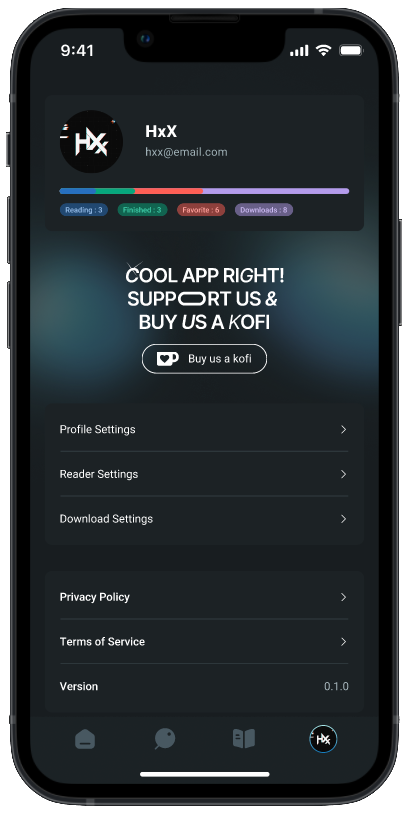 9:41
HXX
HxX
hxx@email.com
Reading : 3
Finished : 3
Favorite : 6
Downloads : 8
COOL APP RIGHT!
SUPPORT US &
BUY US A KOFI
Buy us a kofi
Profile Settings
Reader Settings
Download Settings
Privacy Policy
Terms of Service
Version
0.1.0
HXX